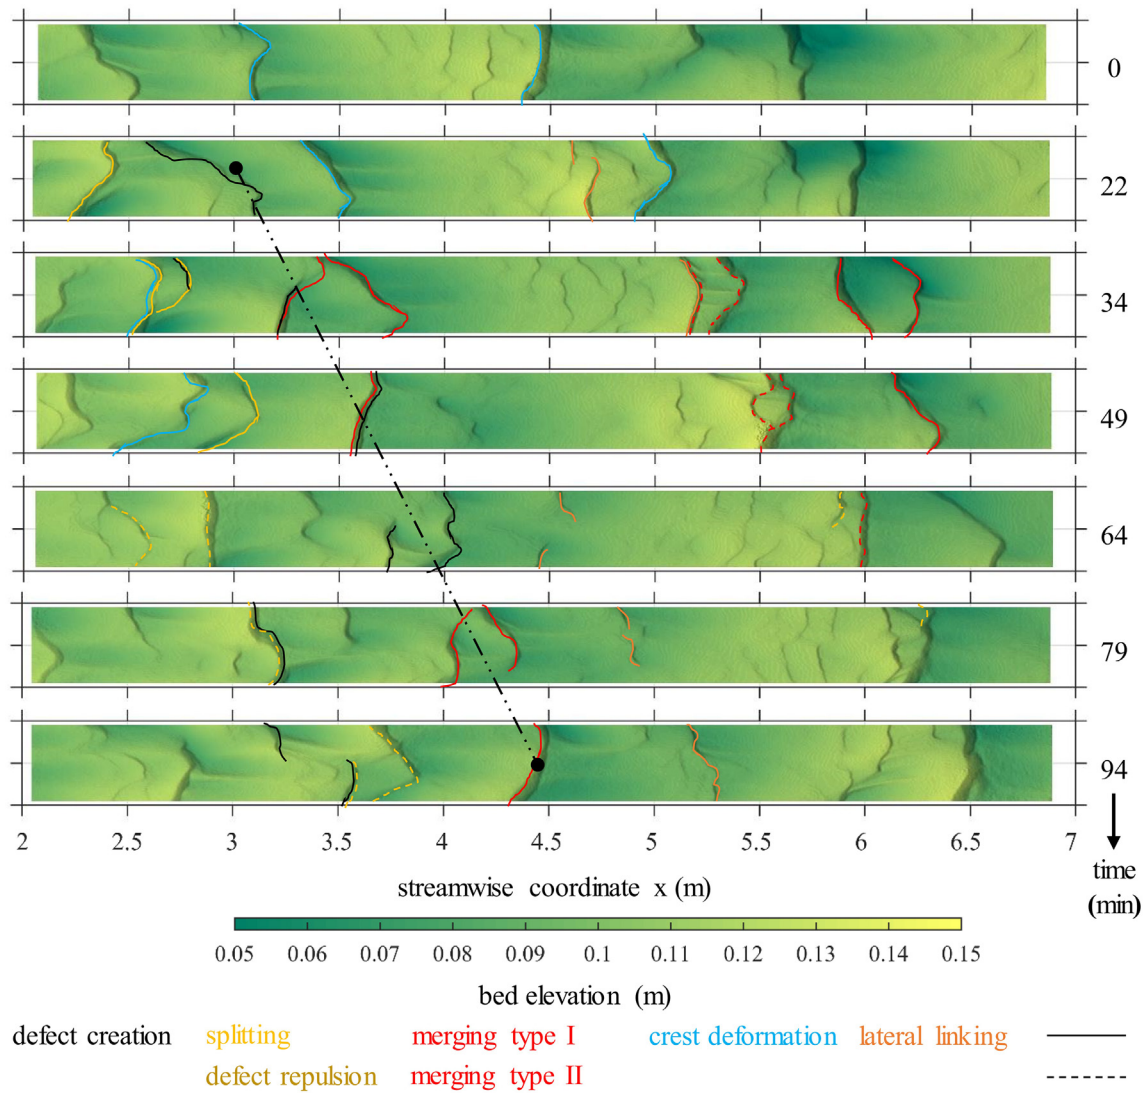 0
22
34
49
64
79
94
2 2.5 3 3.5 4 4.5 5 5.5 6 6.5 7
time
(min)
streamwise coordinate x (m)
0.05 0.06 0.07 0.08 0.09 0.1 0.11 0.12 0.13 0.14 0.15
bed elevation (m)
defect creation splitting merging type I crest deformation lateral linking
defect repulsion merging type II